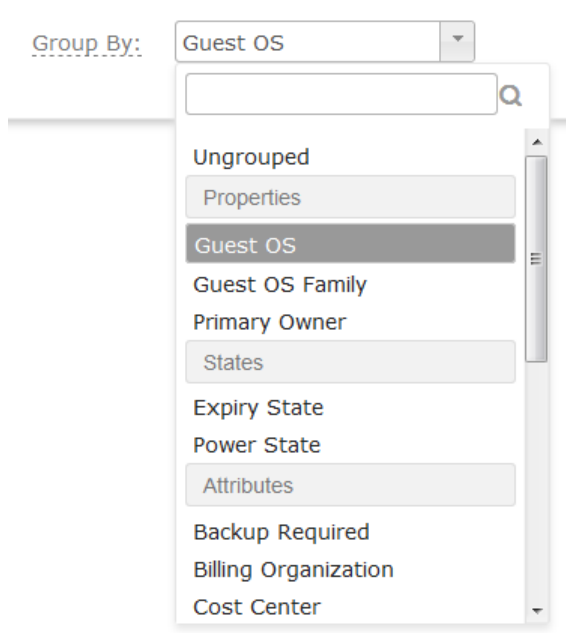 Group By: Guest OS
Ungrouped
Properties
Guest OS
Guest OS Family
Primary Owner
States
Expiry State
Power State
Attributes
Backup Required
Billing Organization
Cost Center